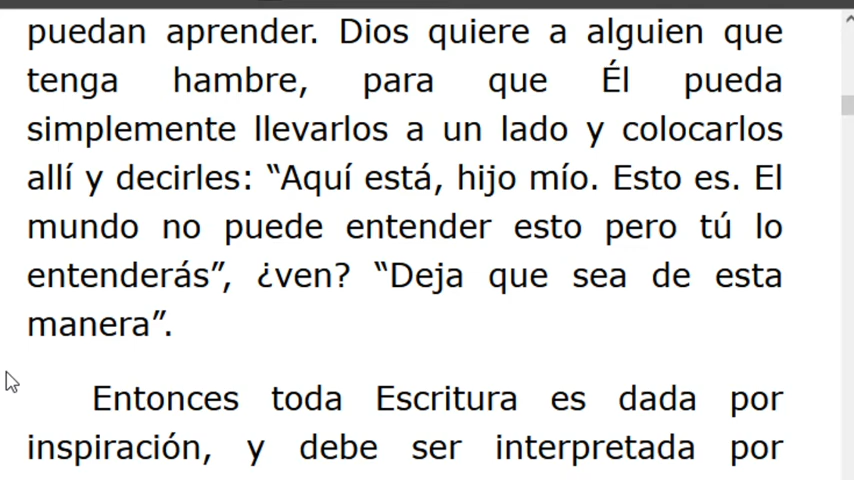 puedan aprender. Dios quiere a alguien que
tenga hambre, para que Él pueda
simplemente llevarlos a un lado y colocarlos
allí y decirles: “Aquí está, hijo mío. Esto es. El
mundo no puede entender esto pero tú lo
entenderás”, ¿ven? “Deja que sea de esta
manera”.
Entonces toda Escritura es dada por
inspiración, y debe ser interpretada por